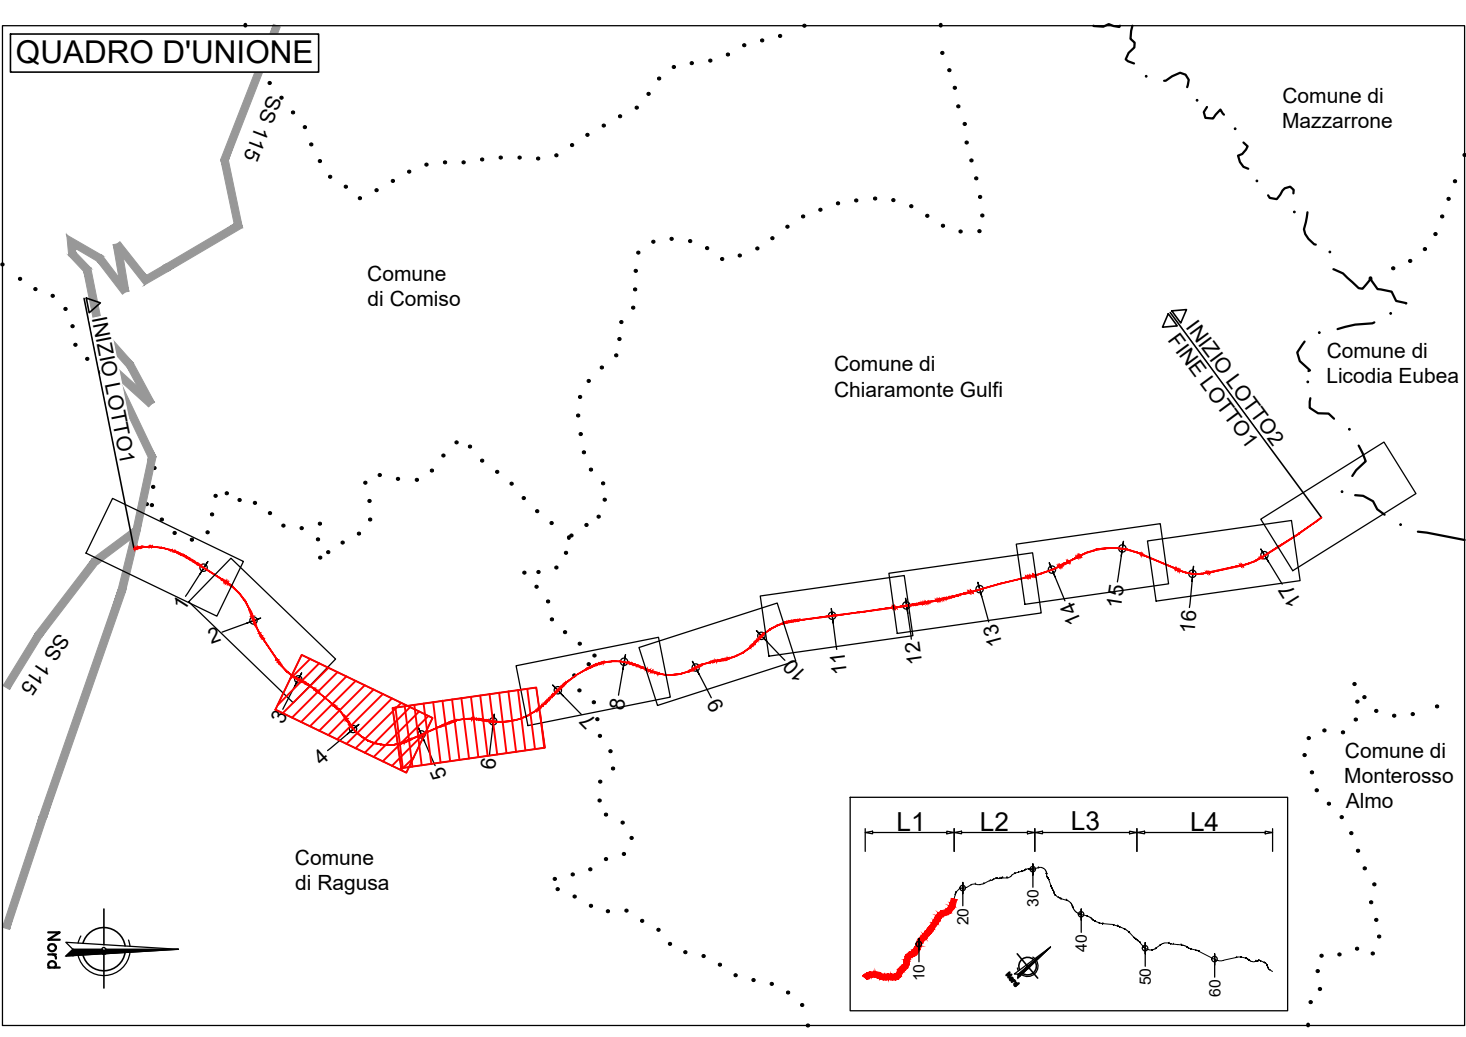 QUADRO D'UNIONE
SS 115
Comune di
Mazzarrone
Comune
di Comiso
INIZIO LOTTO1
Comune di
Chiaramonte Gulfi
INIZIO LOTTO2
FINE LOTTO1
Comune di
Licodia Eubea
1
2
3
4
5
6
7
8
9
10
11
12
13
14
15
16
17
SS 115
Comune
di Ragusa
Comune di
Monterosso
Almo
Nord
L1
L2
L3
L4
10
20
30
40
50
60